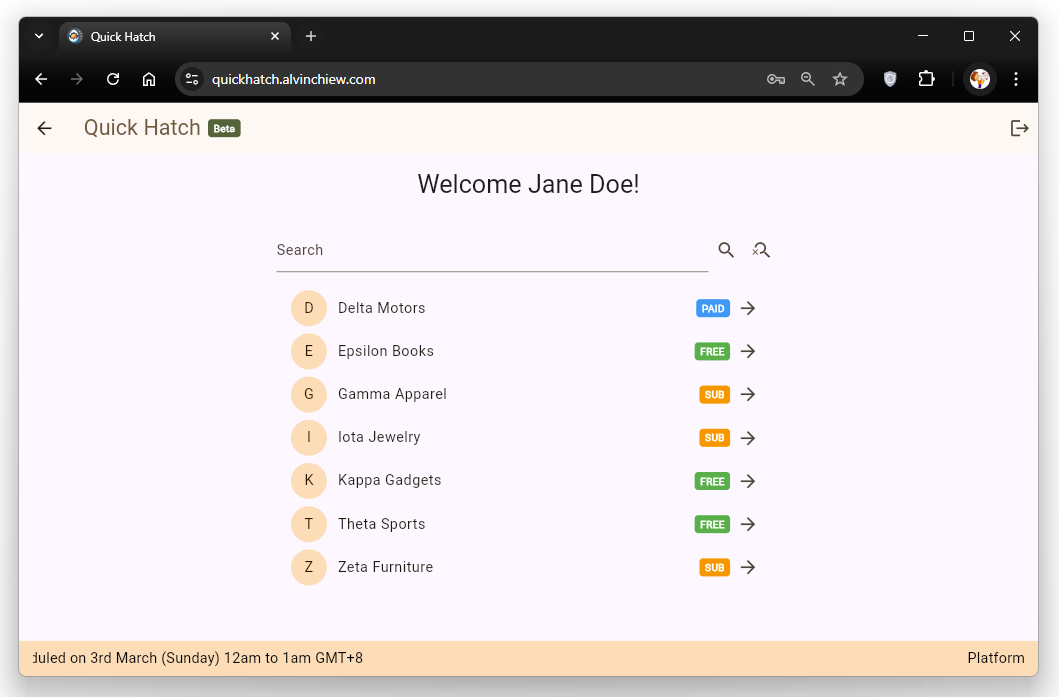 Quick Hatch
quickhatch.alvinchiew.com
Quick Hatch Beta
Welcome Jane Doe!
Search
D Delta Motors PAID
E Epsilon Books FREE
G Gamma Apparel SUB
I Iota Jewelry SUB
K Kappa Gadgets FREE
T Theta Sports FREE
Z Zeta Furniture SUB
duled on 3rd March (Sunday) 12am to 1am GMT+8 Platform